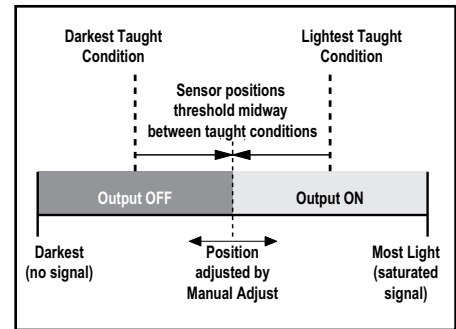 Darkest Taught
Condition
Lightest Taught
Condition
Sensor positions
threshold midway
between taught conditions
Output OFF
Output ON
Darkest
(no signal)
Position
adjusted by
Manual Adjust
Most Light
(saturated
signal)